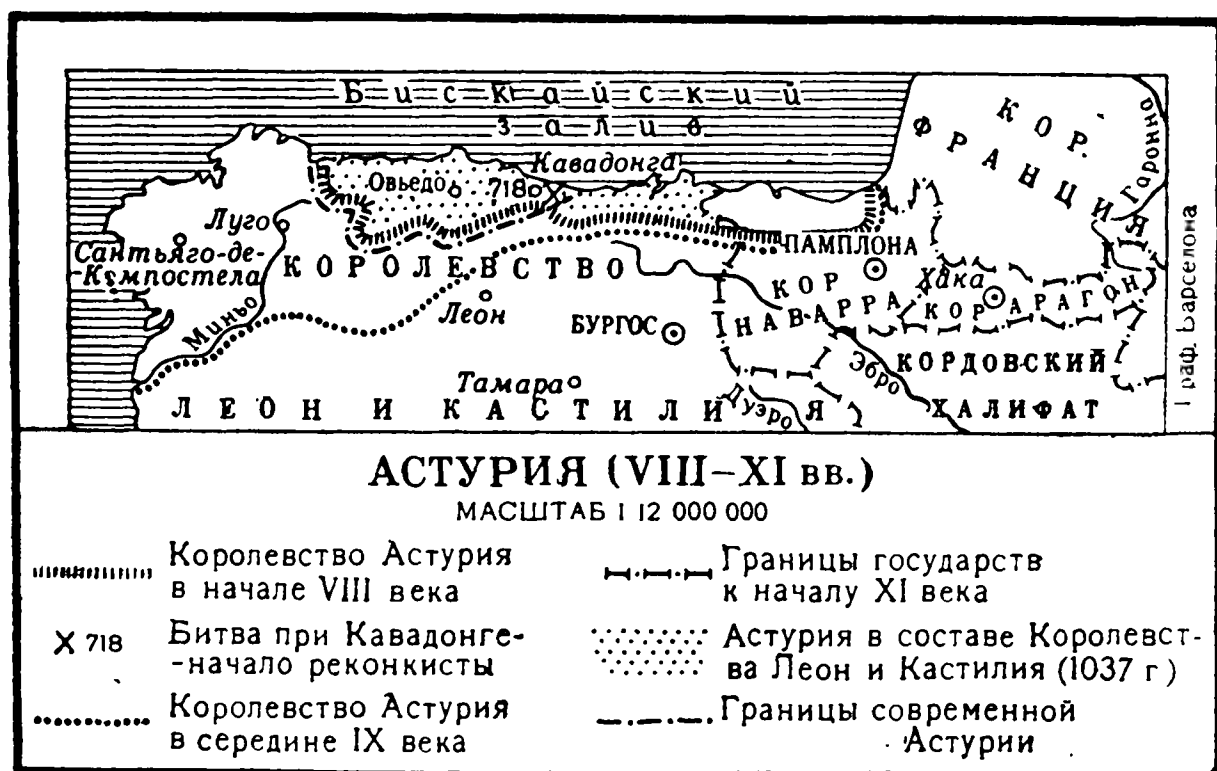 Бискайский
залив
КОР.
ФРАНЦИЯ
Гаронна
Кавадонга
Овьедо
718
Луго
Сантьяго-де-
-Кемпостела
КОРОЛЕВСТВО
ПАМПЛОНА
Хака
КОР
НАВАРРА
КОР АРАГОН
Леон
БУРГОС
Миньо
Эбро
КОРДОВСКИЙ
ХАЛИФАТ
Тамара
Дуэро
ЛЕОН И КАСТИЛИЯ
Граф. Барселона
АСТУРИЯ (VIII–XI вв.)
МАСШТАБ 1 12 000 000
Королевство Астурия
в начале VIII века
X 718
Битва при Кавадонге-
-начало реконкисты
Королевство Астурия
в середине IX века
Границы государств
к началу XI века
Астурия в составе Королевст-
ва Леон и Кастилия (1037 г)
Границы современной
Астурии